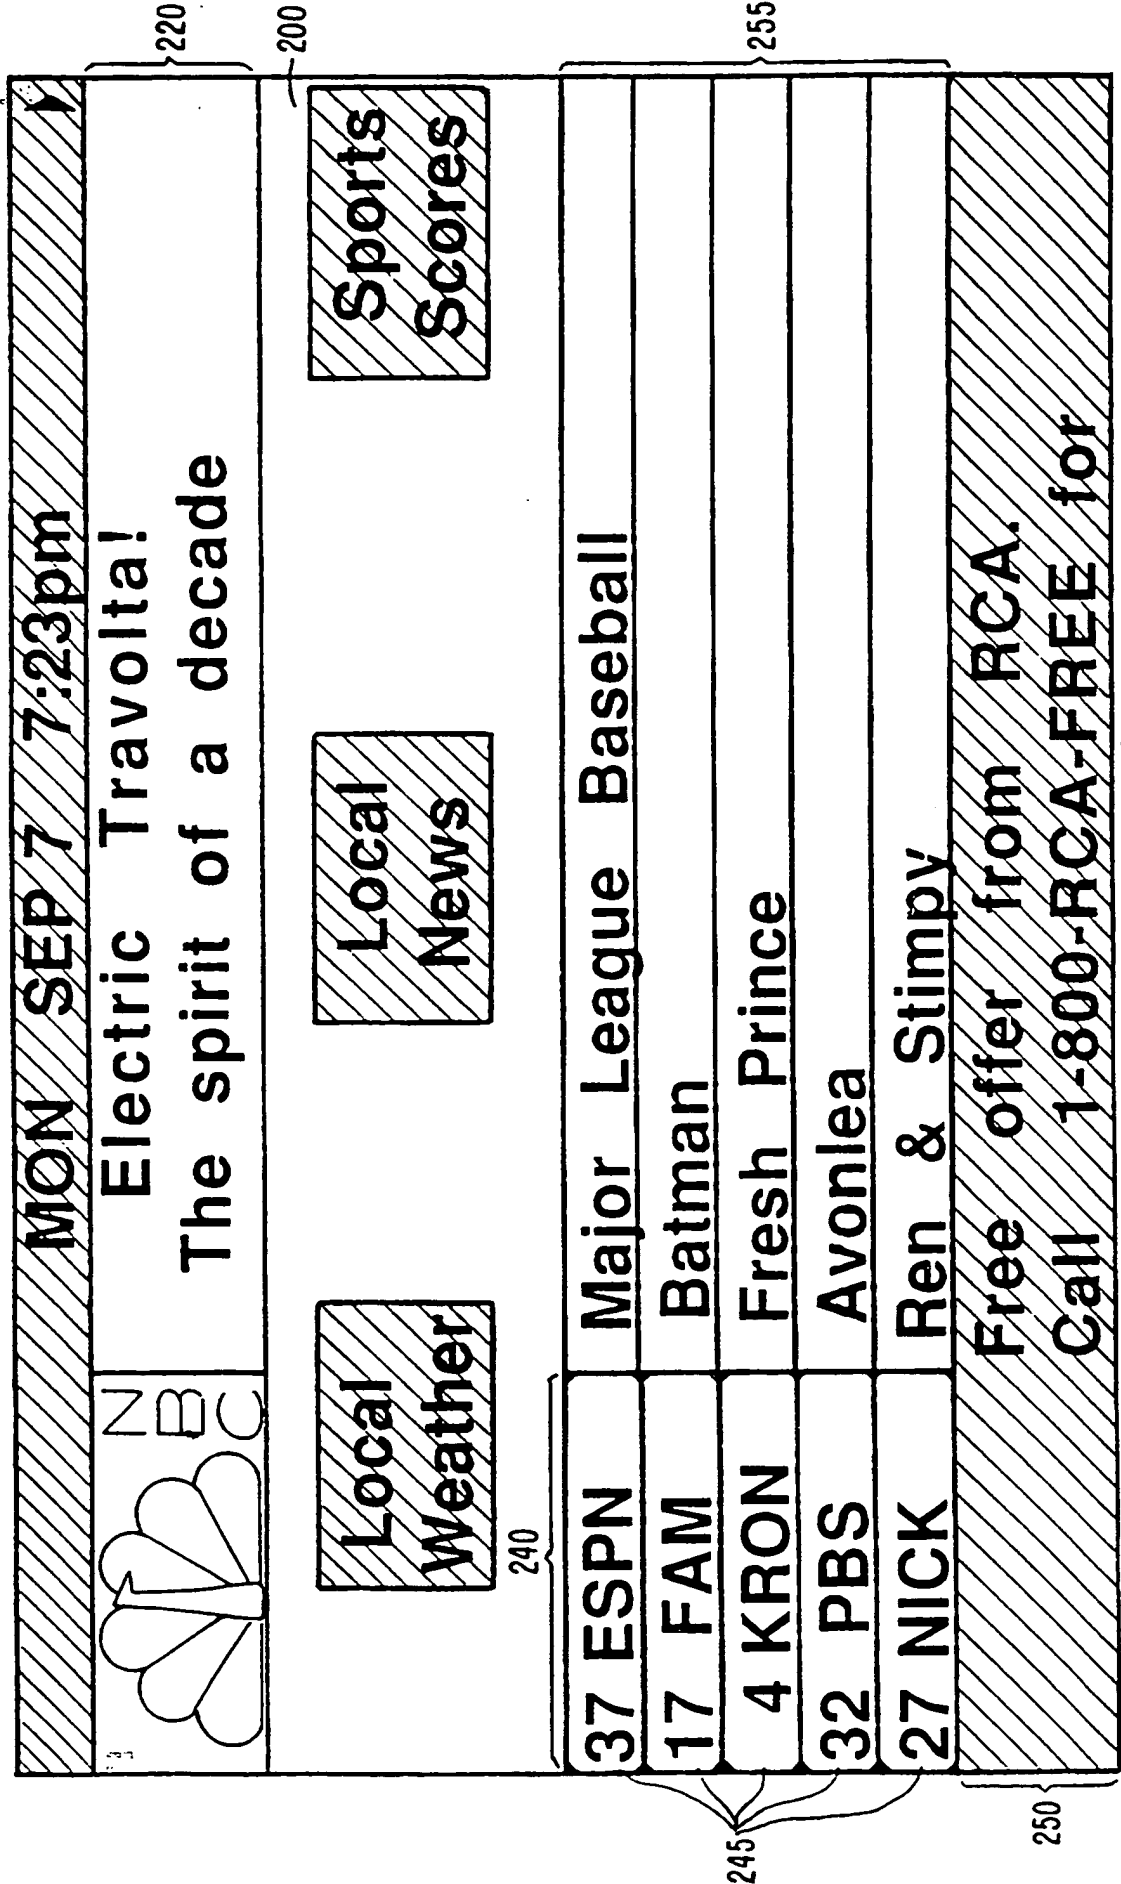 MON SEP 7 7:23pm
220
N
B
C
Electric Travolta!
The spirit of a decade
200
Local
Weather
Local
News
Sports
Scores
240
255
37 ESPN Major League Baseball
17 FAM Batman
4 KRON Fresh Prince
32 PBS Avonlea
27 NICK Ren & Stimpy
245
Free offer from RCA.
Call 1-800-RCA-FREE for
250